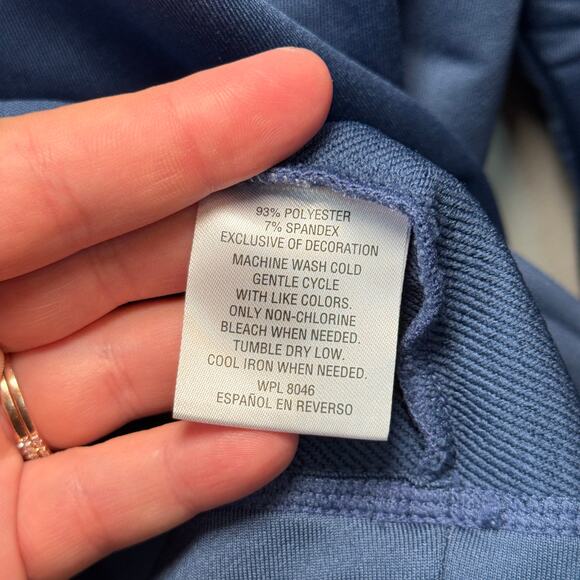 93% POLYESTER
7% SPANDEX
EXCLUSIVE OF DECORATION
MACHINE WASH COLD
GENTLE CYCLE
WITH LIKE COLORS.
ONLY NON-CHLORINE
BLEACH WHEN NEEDED.
TUMBLE DRY LOW.
COOL IRON WHEN NEEDED.
WPL 8046
ESPAÑOL EN REVERSO